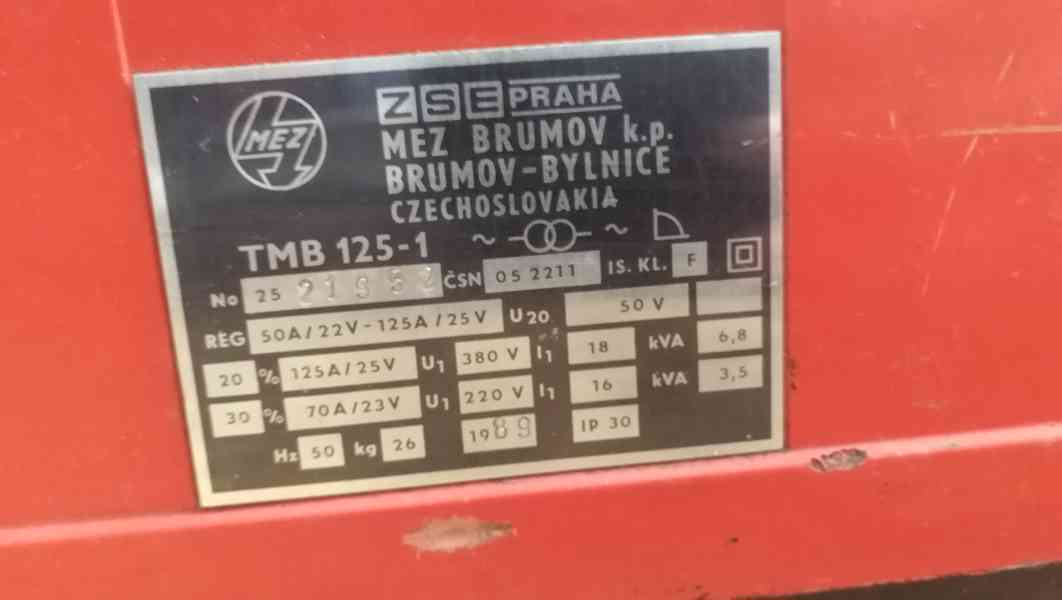 MEZ
ZSE PRAHA
MEZ BRUMOV k.p.
BRUMOV-BYLNICE
CZECHOSLOVAKIA
TMB 125-1 ~ ~
No 25 21952 ČSN 05 2211 IS. KL. F
REG 50A/22V-125A/25V U20 50 V
20 % 125A/25V U1 380 V I1 18 kVA 6,8
30 % 70A/23V U1 220 V I1 16 kVA 3,5
Hz 50 kg 26 1989 IP 30